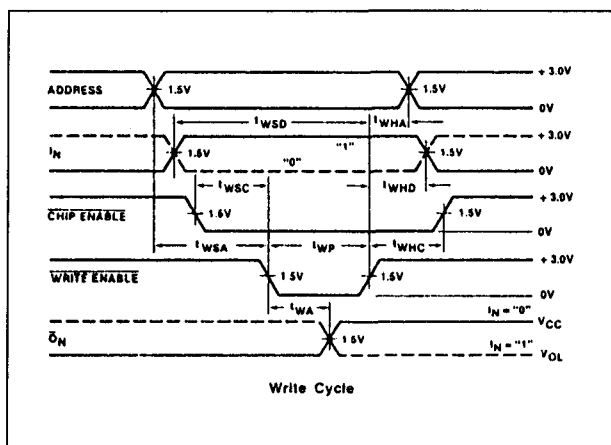 + 3.0V
ADDRESS 1.5V 1.5V
0V
tWSD tWHA
+ 3.0V
"1"
IN 1.5V "0" 1.5V
0V
tWSC tWHD
+ 3.0V
CHIP ENABLE 1.5V 1.5V
0V
tWSA tWP tWHC
+ 3.0V
WRITE ENABLE 1.5V 1.5V
0V
tWA
IN = "0"
VCC
ŌN 1.5V
IN = "1"
VOL
Write Cycle